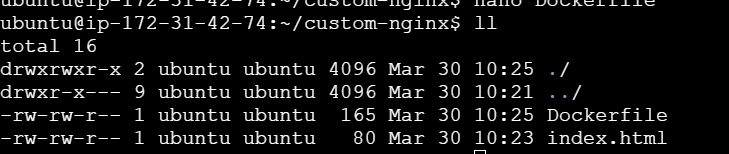 ubuntu@ip-172-31-42-74:~/custom-nginx$ nano Dockerfile
ubuntu@ip-172-31-42-74:~/custom-nginx$ ll
total 16
drwxrwxr-x 2 ubuntu ubuntu 4096 Mar 30 10:25 ./
drwxr-x--- 9 ubuntu ubuntu 4096 Mar 30 10:21 ../
-rw-rw-r-- 1 ubuntu ubuntu  165 Mar 30 10:25 Dockerfile
-rw-rw-r-- 1 ubuntu ubuntu   80 Mar 30 10:23 index.html